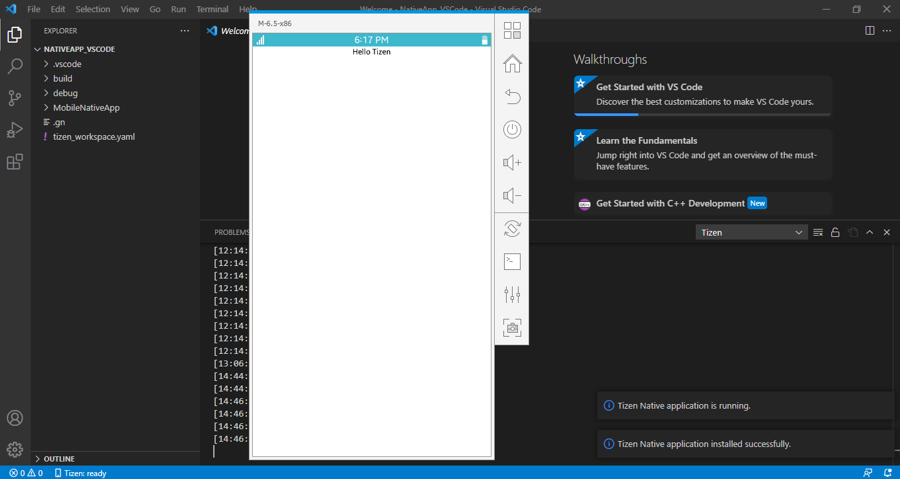 File Edit Selection View Go Run Terminal Help
Welcome - NativeApp_VSCode - Visual Studio Code
EXPLORER
NATIVEAPP_VSCODE
.vscode
build
debug
MobileNativeApp
.gn
tizen_workspace.yaml
OUTLINE
Welcome
M-6.5-x86
6:17 PM
Hello Tizen
Walkthroughs
Get Started with VS Code
Discover the best customizations to make VS Code yours.
Learn the Fundamentals
Jump right into VS Code and get an overview of the must-
have features.
Get Started with C++ Development New
PROBLEMS
Tizen
[12:14:
[12:14:
[12:14:
[12:14:
[12:14:
[12:14:
[12:14:
[12:14:
[12:14:
[13:06:
[14:44:
[14:44:
[14:46:
[14:46:
[14:46:
[14:46:
Tizen Native application is running.
Tizen Native application installed successfully.
0 0 Tizen: ready